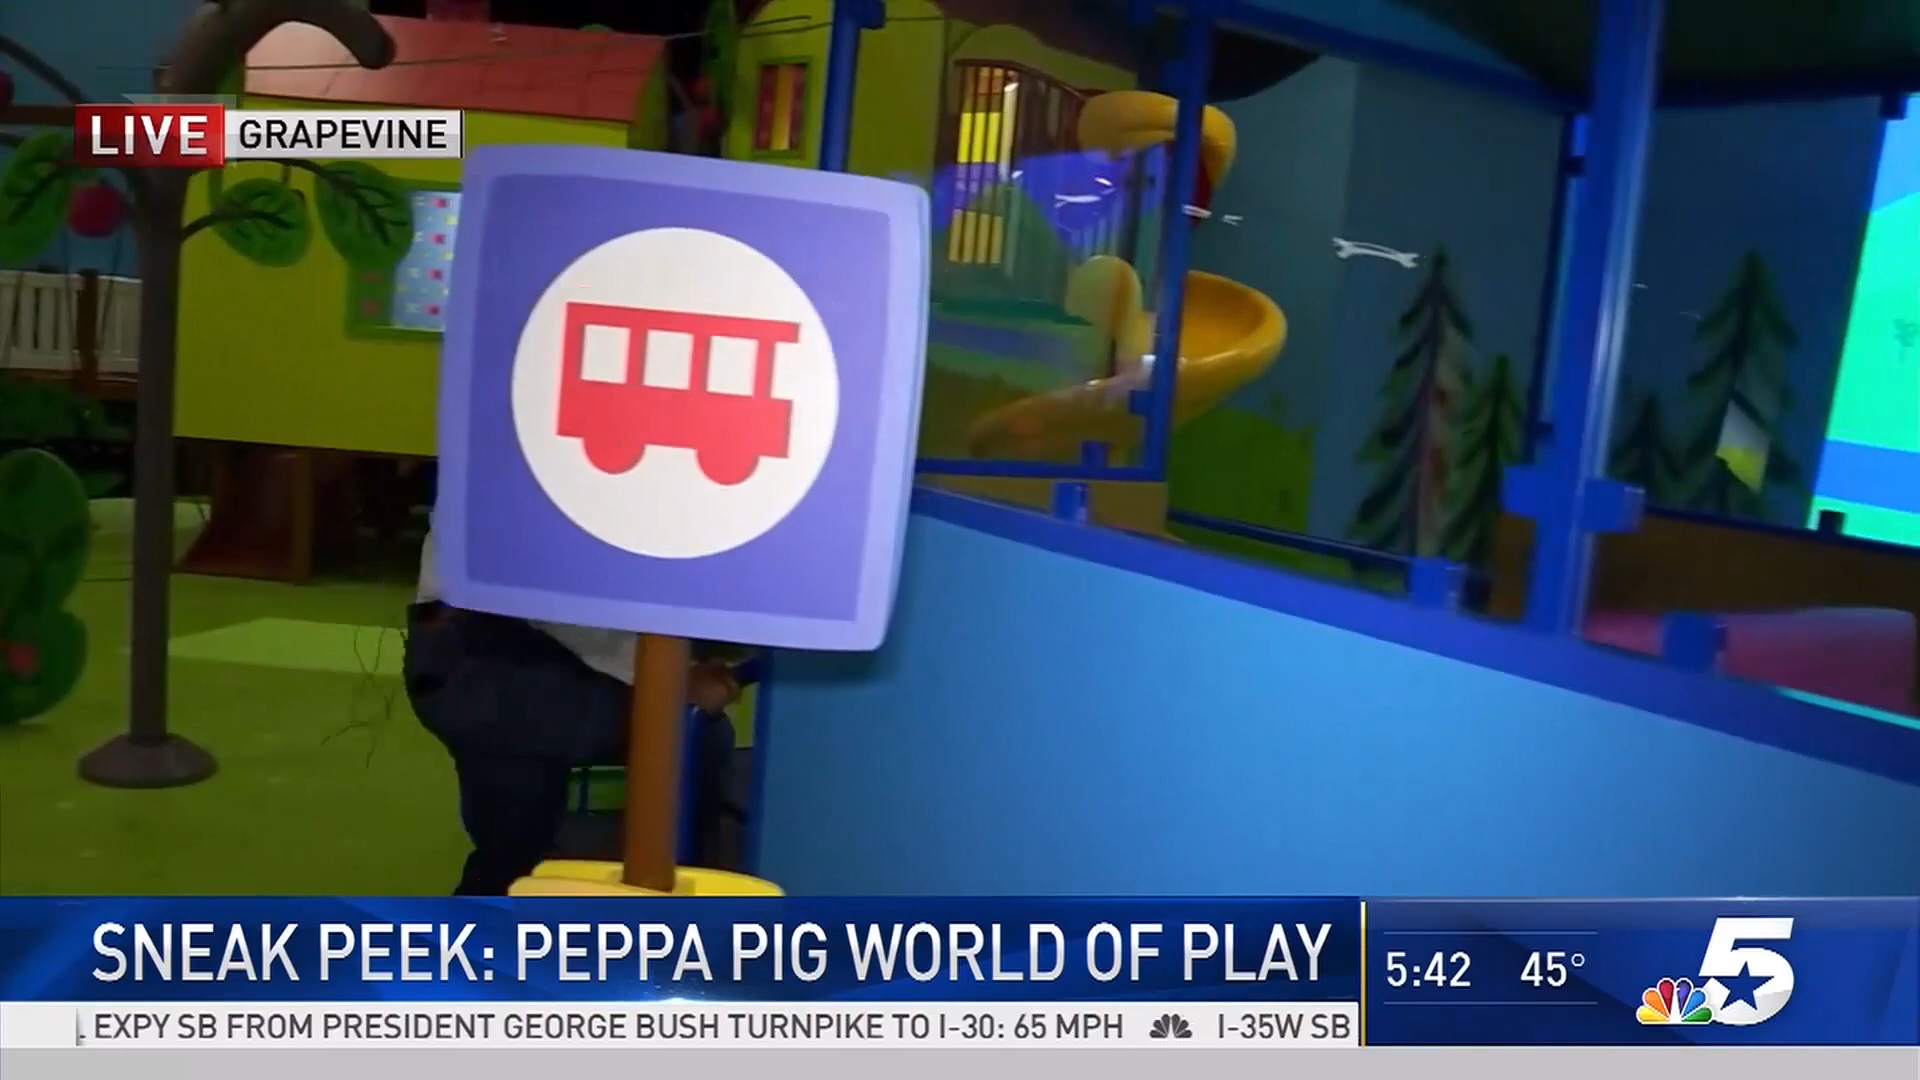 LIVE GRAPEVINE
SNEAK PEEK: PEPPA PIG WORLD OF PLAY
5:42 45°
5
EXPY SB FROM PRESIDENT GEORGE BUSH TURNPIKE TO I-30: 65 MPH I-35W SB